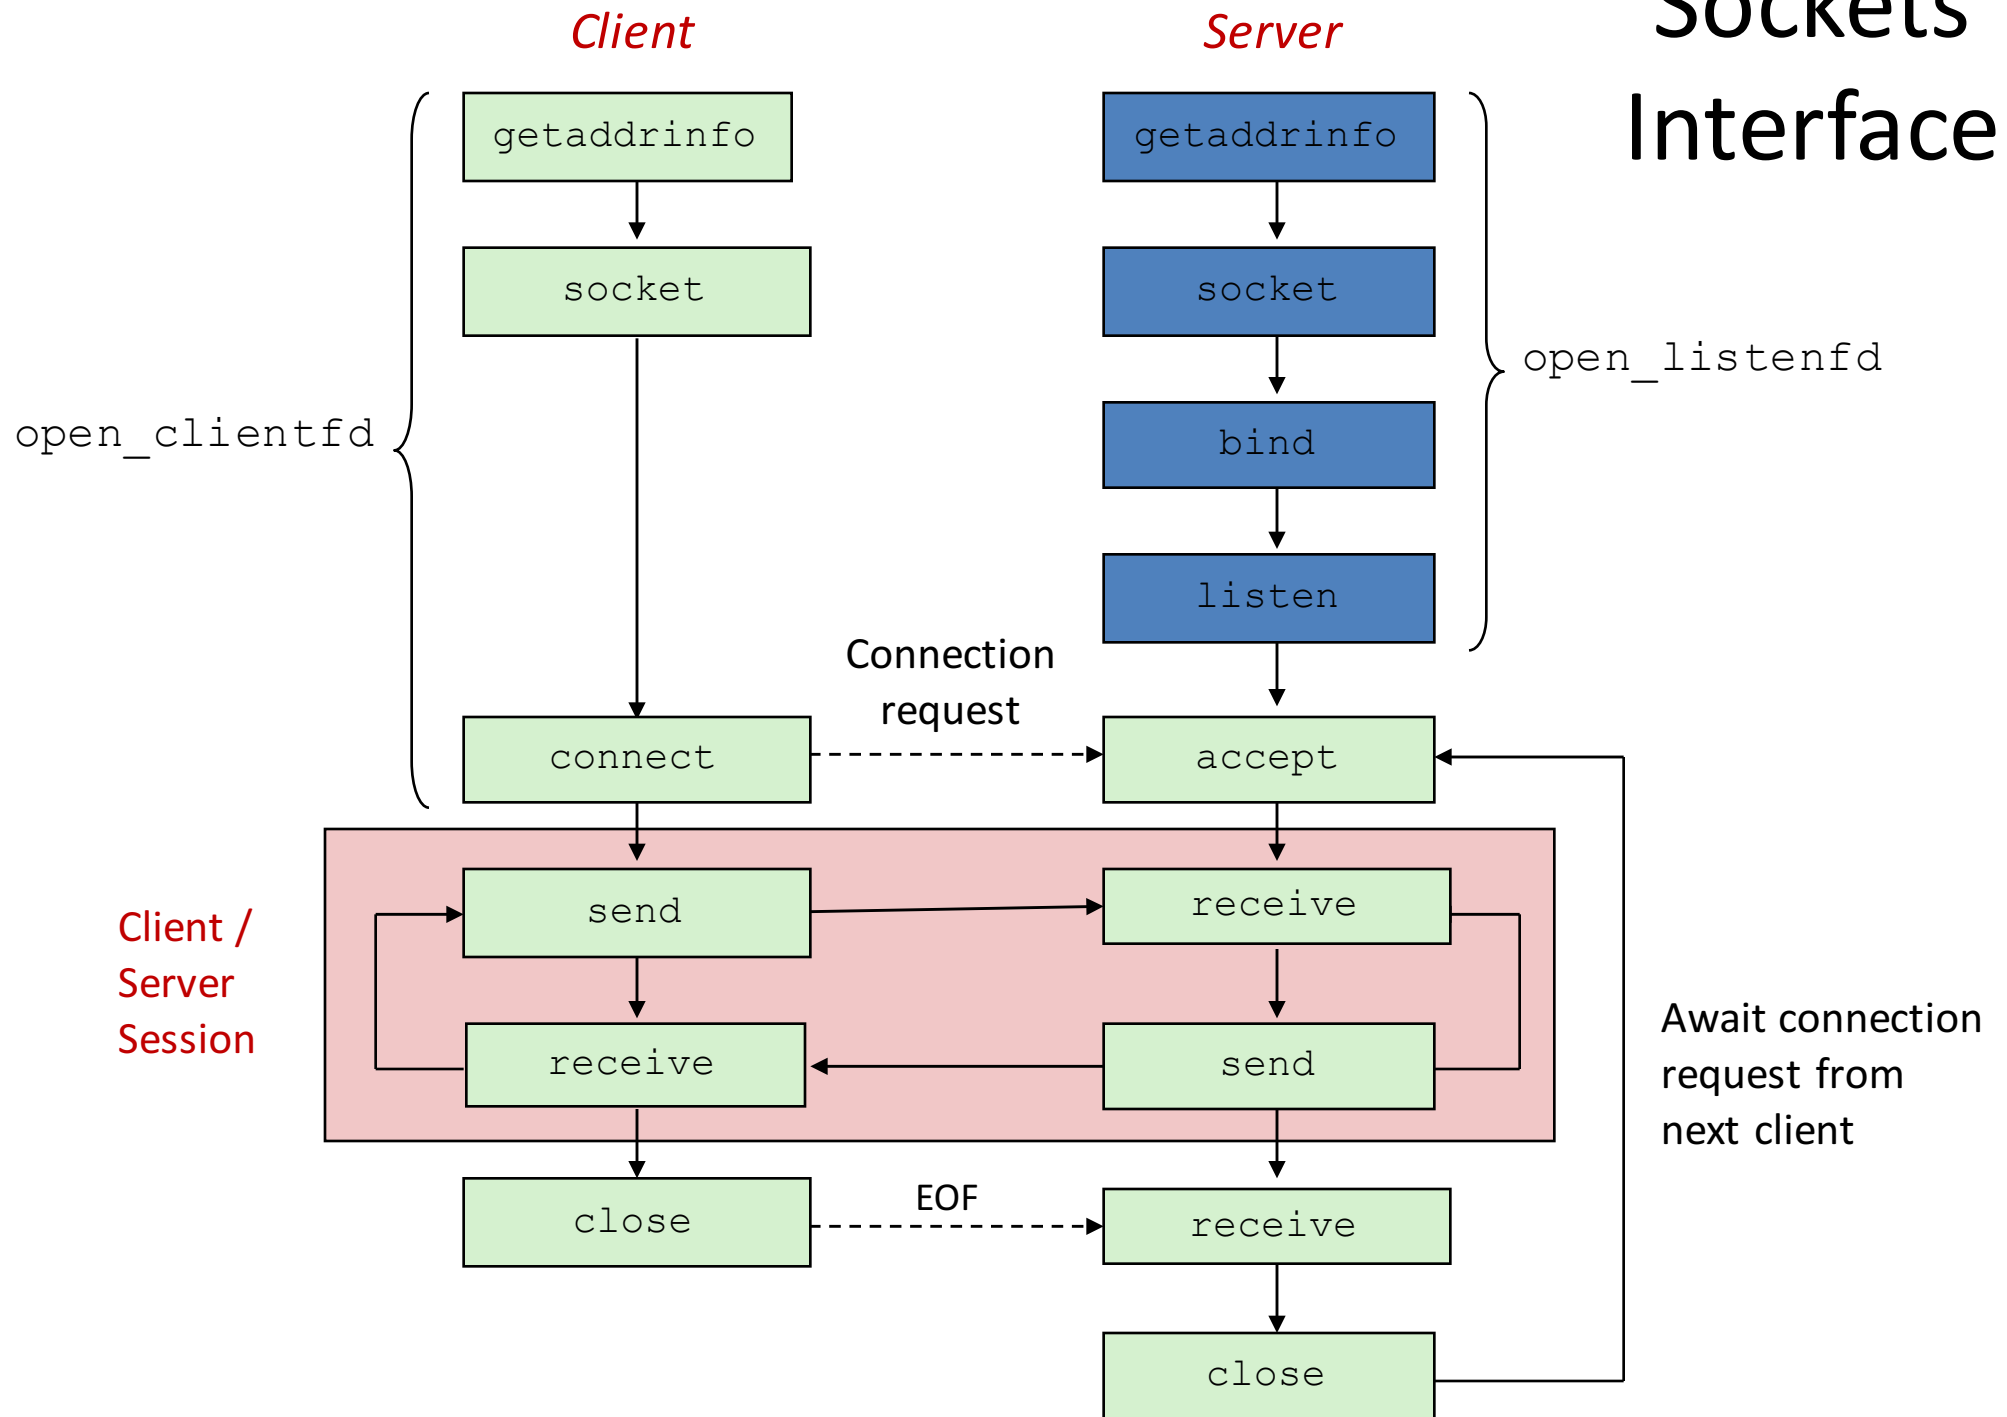 Sockets
Interface
Client
Server
getaddrinfo
getaddrinfo
socket
socket
open_listenfd
open_clientfd
bind
listen
Connection
request
connect
accept
send
receive
Client /
Server
Session
receive
send
Await connection
request from
next client
EOF
close
receive
close